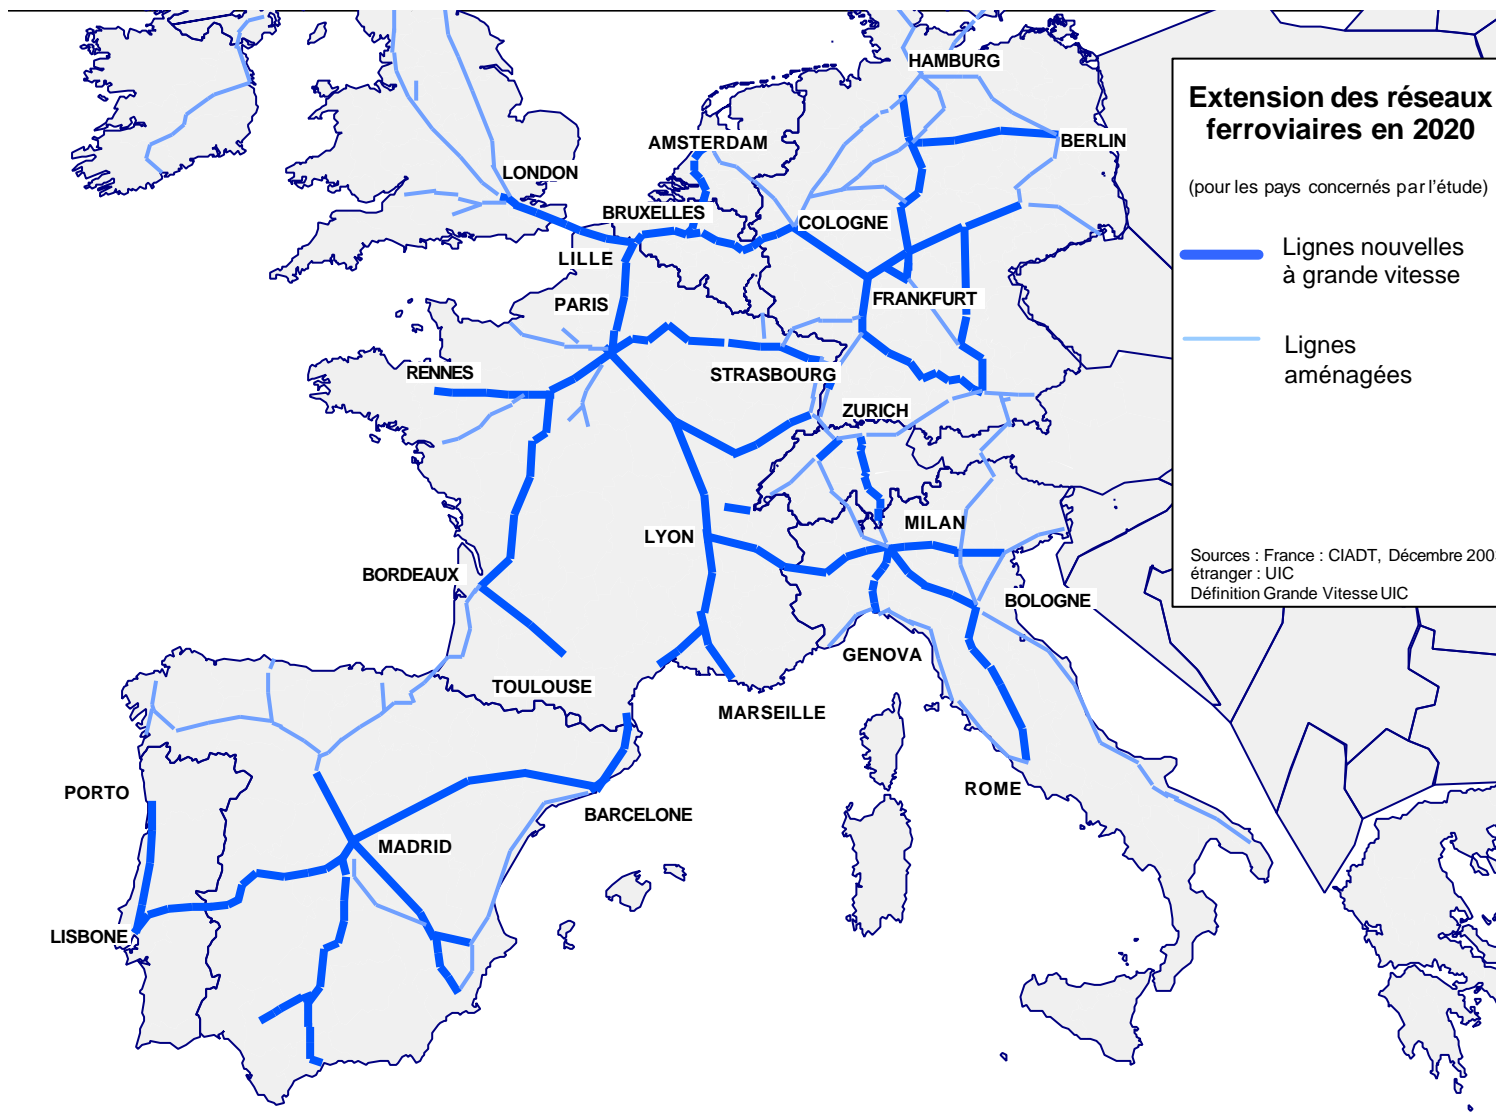 HAMBURG
AMSTERDAM
BERLIN
LONDON
BRUXELLES
COLOGNE
LILLE
PARIS
FRANKFURT
RENNES
STRASBOURG
ZURICH
LYON
MILAN
BORDEAUX
BOLOGNE
GENOVA
TOULOUSE
MARSEILLE
PORTO
ROME
BARCELONE
MADRID
LISBONE
Extension des réseaux
ferroviaires en 2020
(pour les pays concernés par l'étude)
Lignes nouvelles
à grande vitesse
Lignes
aménagées
Sources : France : CIADT, Décembre 200
étranger : UIC
Définition Grande Vitesse UIC